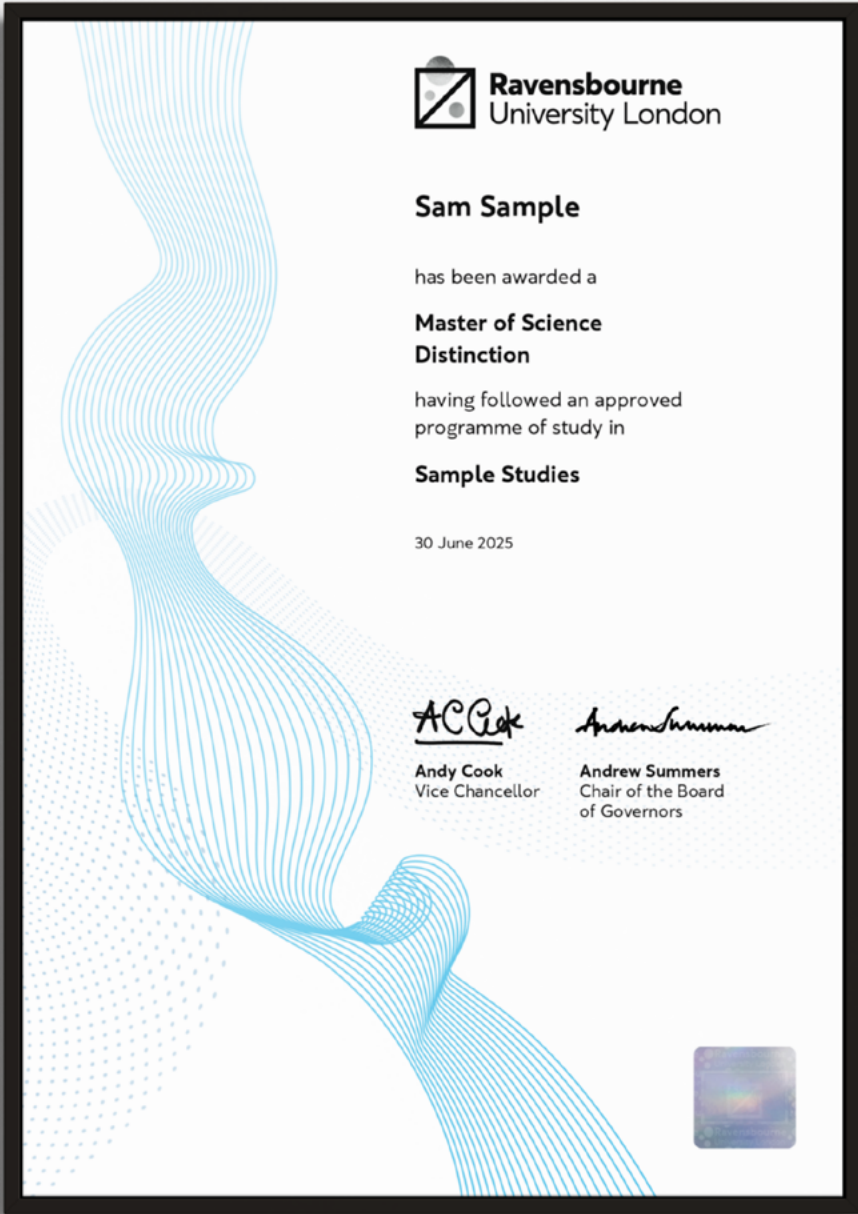 Ravensbourne
University London
Sam Sample
has been awarded a
Master of Science
Distinction
having followed an approved
programme of study in
Sample Studies
30 June 2025
Andy Cook
Vice Chancellor
Andrew Summers
Chair of the Board
of Governors
Ravensbourne